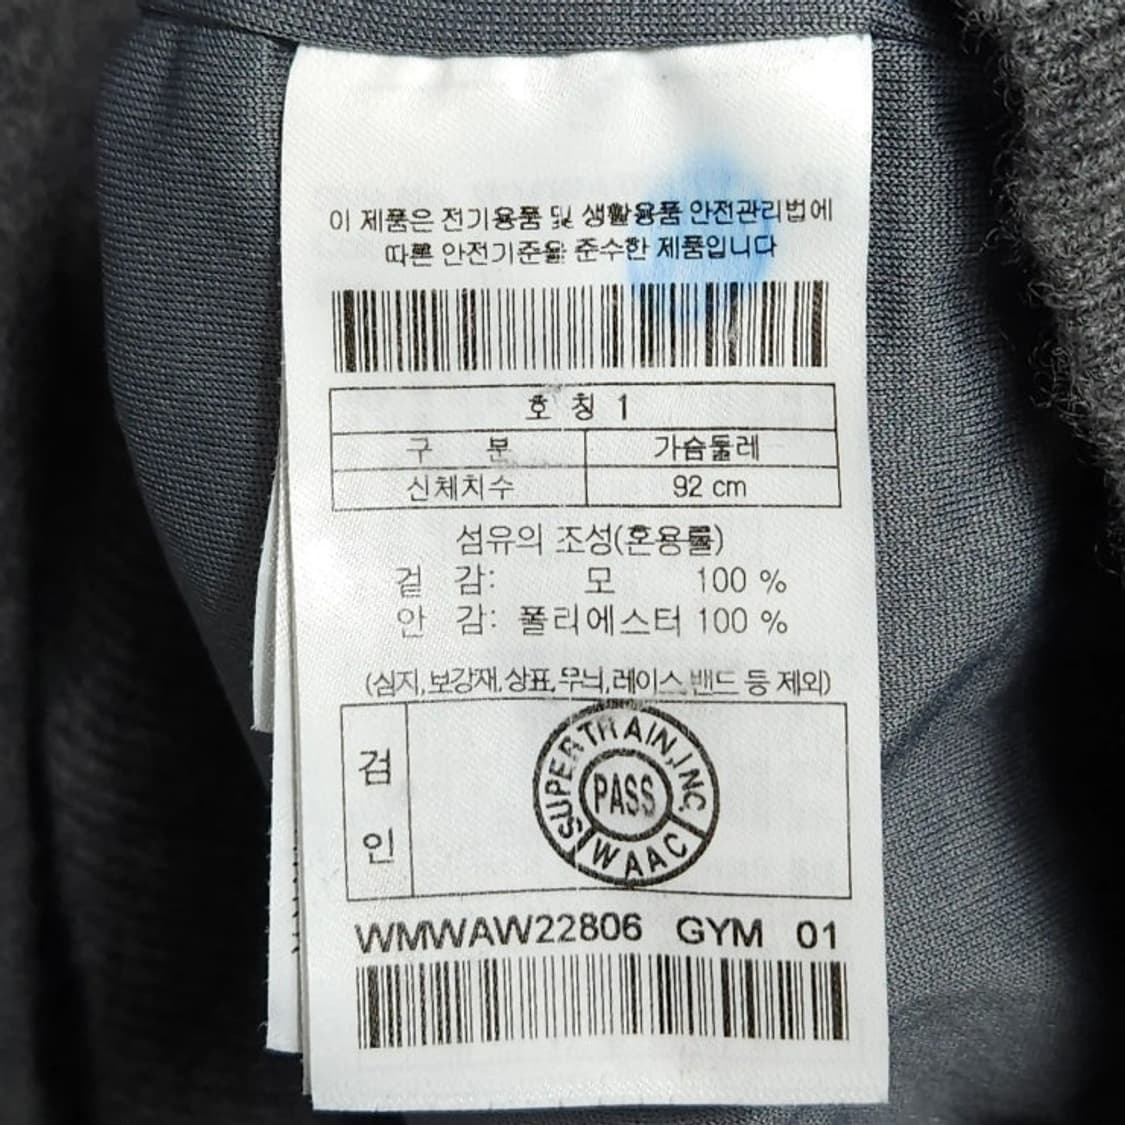 이 제품은 전기용품 및 생활용품 안전관리법에
따른 안전기준을 준수한 제품입니다
호 칭 1
구 분 가슴둘레
신체치수 92 cm
섬유의 조성(혼용률)
겉 감: 모 100 %
안 감: 폴리에스터 100 %
(심지,보강재,상표,무늬,레이스,밴드 등 제외)
검
인
SUPERTRAIN,INC.
PASS
WAAC
WMWAW22806 GYM 01